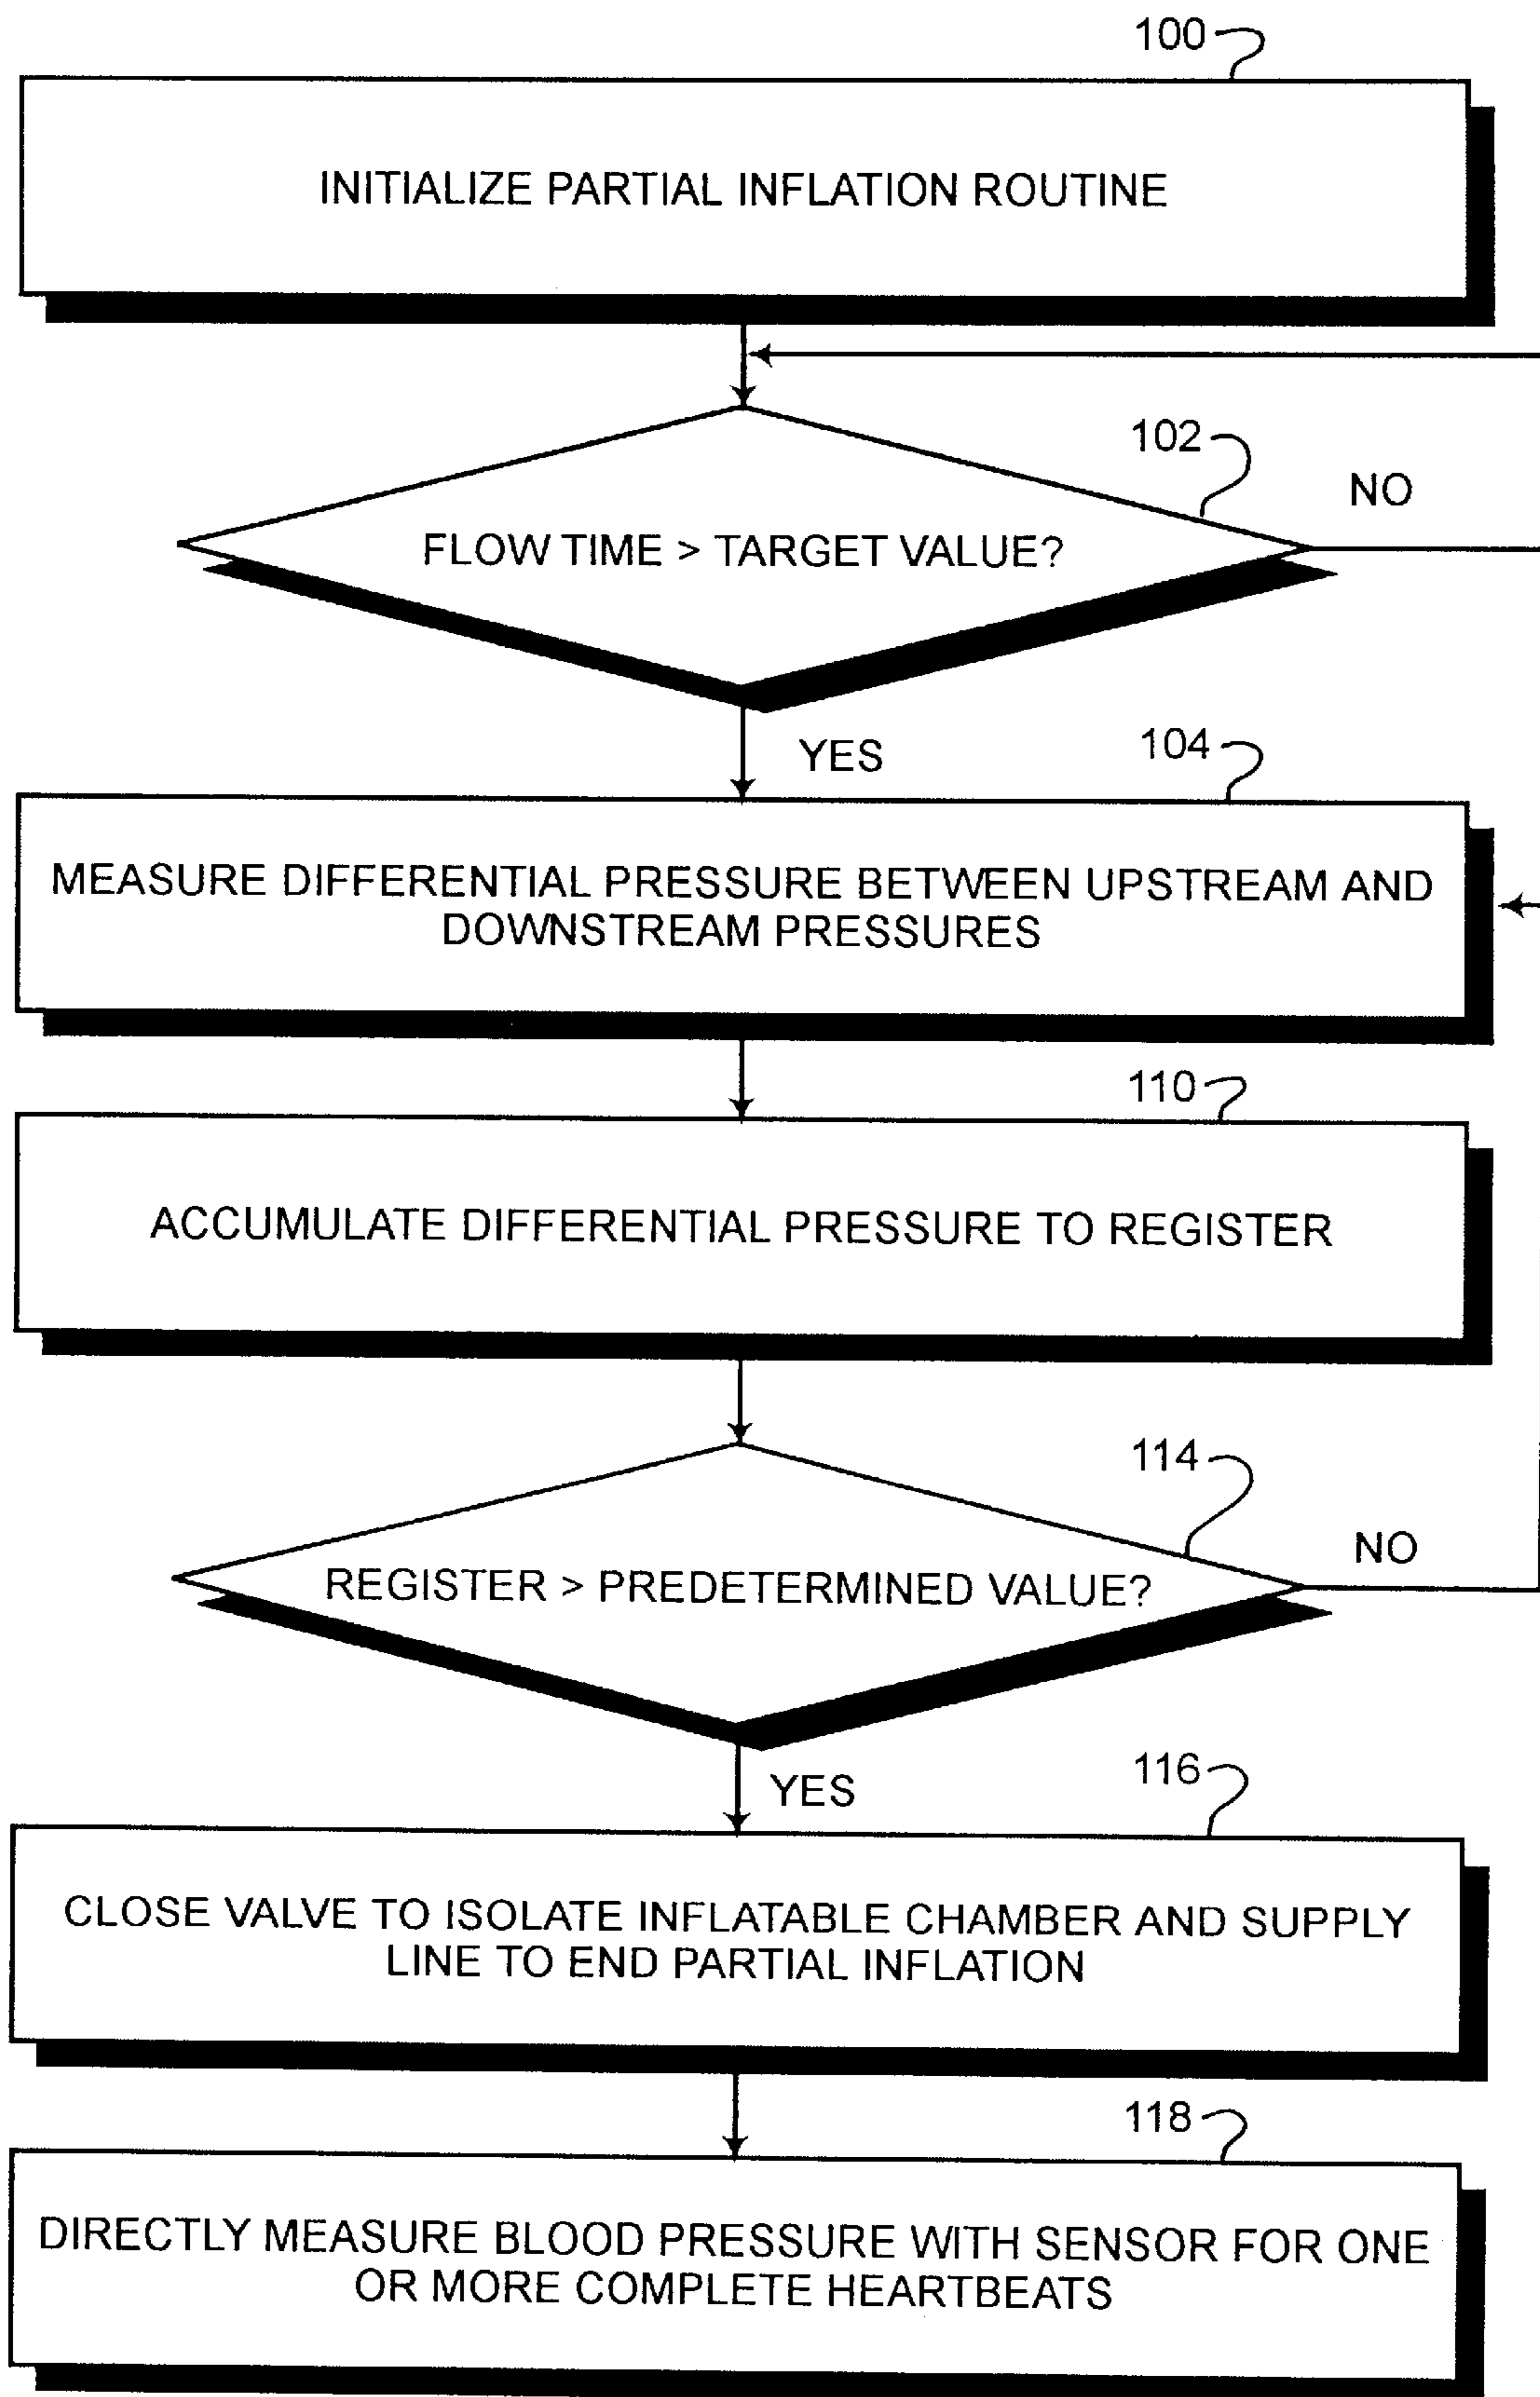 100
INITIALIZE PARTIAL INFLATION ROUTINE
102
NO
FLOW TIME > TARGET VALUE?
YES
104
MEASURE DIFFERENTIAL PRESSURE BETWEEN UPSTREAM AND
DOWNSTREAM PRESSURES
110
ACCUMULATE DIFFERENTIAL PRESSURE TO REGISTER
114
NO
REGISTER > PREDETERMINED VALUE?
YES
116
CLOSE VALVE TO ISOLATE INFLATABLE CHAMBER AND SUPPLY
LINE TO END PARTIAL INFLATION
118
DIRECTLY MEASURE BLOOD PRESSURE WITH SENSOR FOR ONE
OR MORE COMPLETE HEARTBEATS